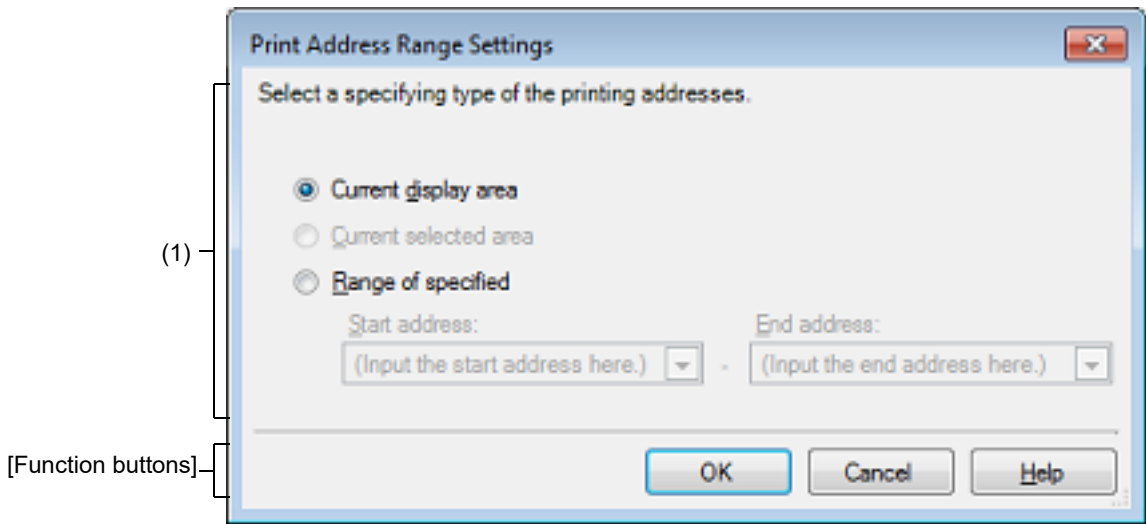 Print Address Range Settings
Select a specifying type of the printing addresses.
Current display area
(1)
Current selected area
Range of specified
Start address: End address:
(Input the start address here.) - (Input the end address here.)
[Function buttons]
OK Cancel Help